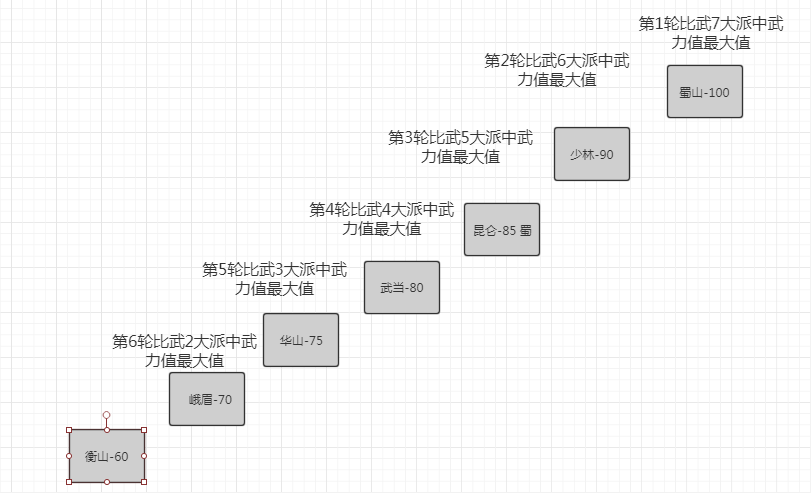 第1轮比武7大派中武
力值最大值
蜀山-100
第2轮比武6大派中武
力值最大值
少林-90
第3轮比武5大派中武
力值最大值
昆仑-85 蜀
第4轮比武4大派中武
力值最大值
武当-80
第5轮比武3大派中武
力值最大值
华山-75
第6轮比武2大派中武
力值最大值
峨眉-70
衡山-60